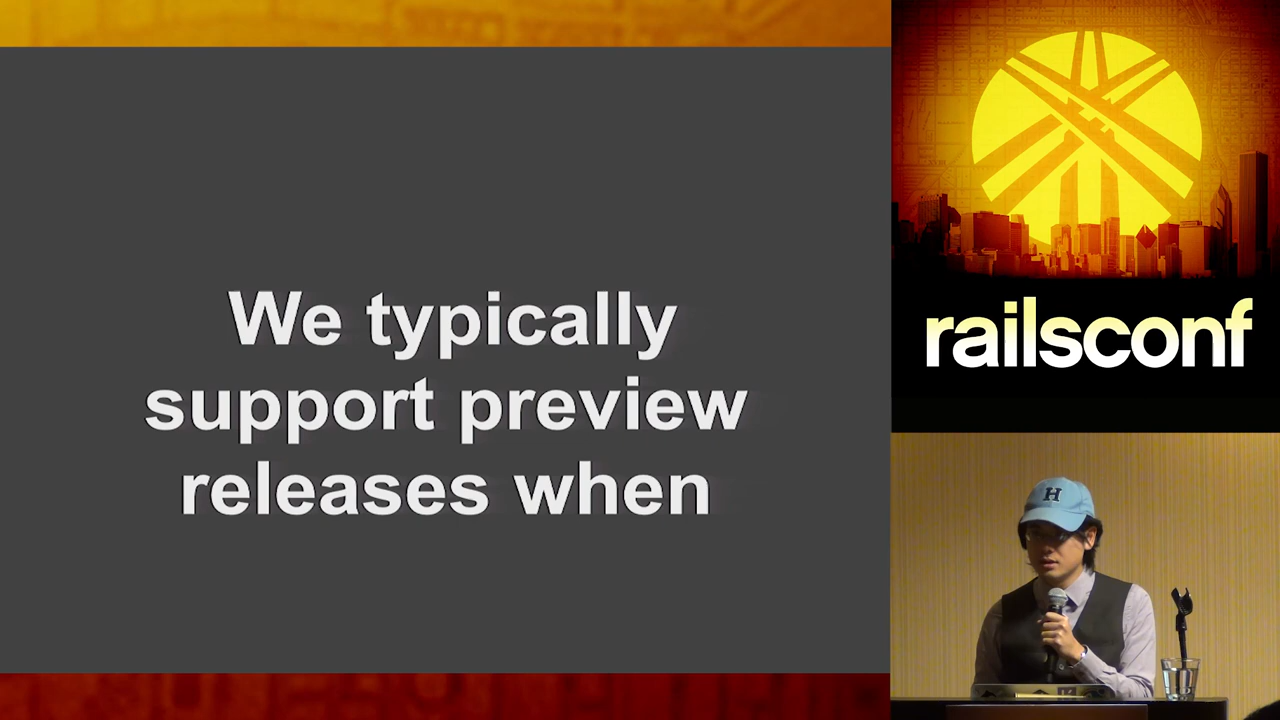 We typically
support preview
releases when
railsconf
H